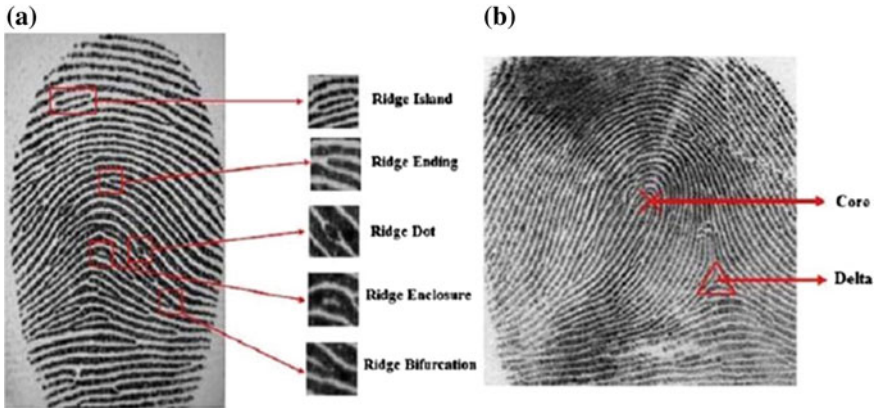 (a)
Ridge Island
Ridge Ending
Ridge Dot
Ridge Enclosure
Ridge Bifurcation
(b)
Core
Delta